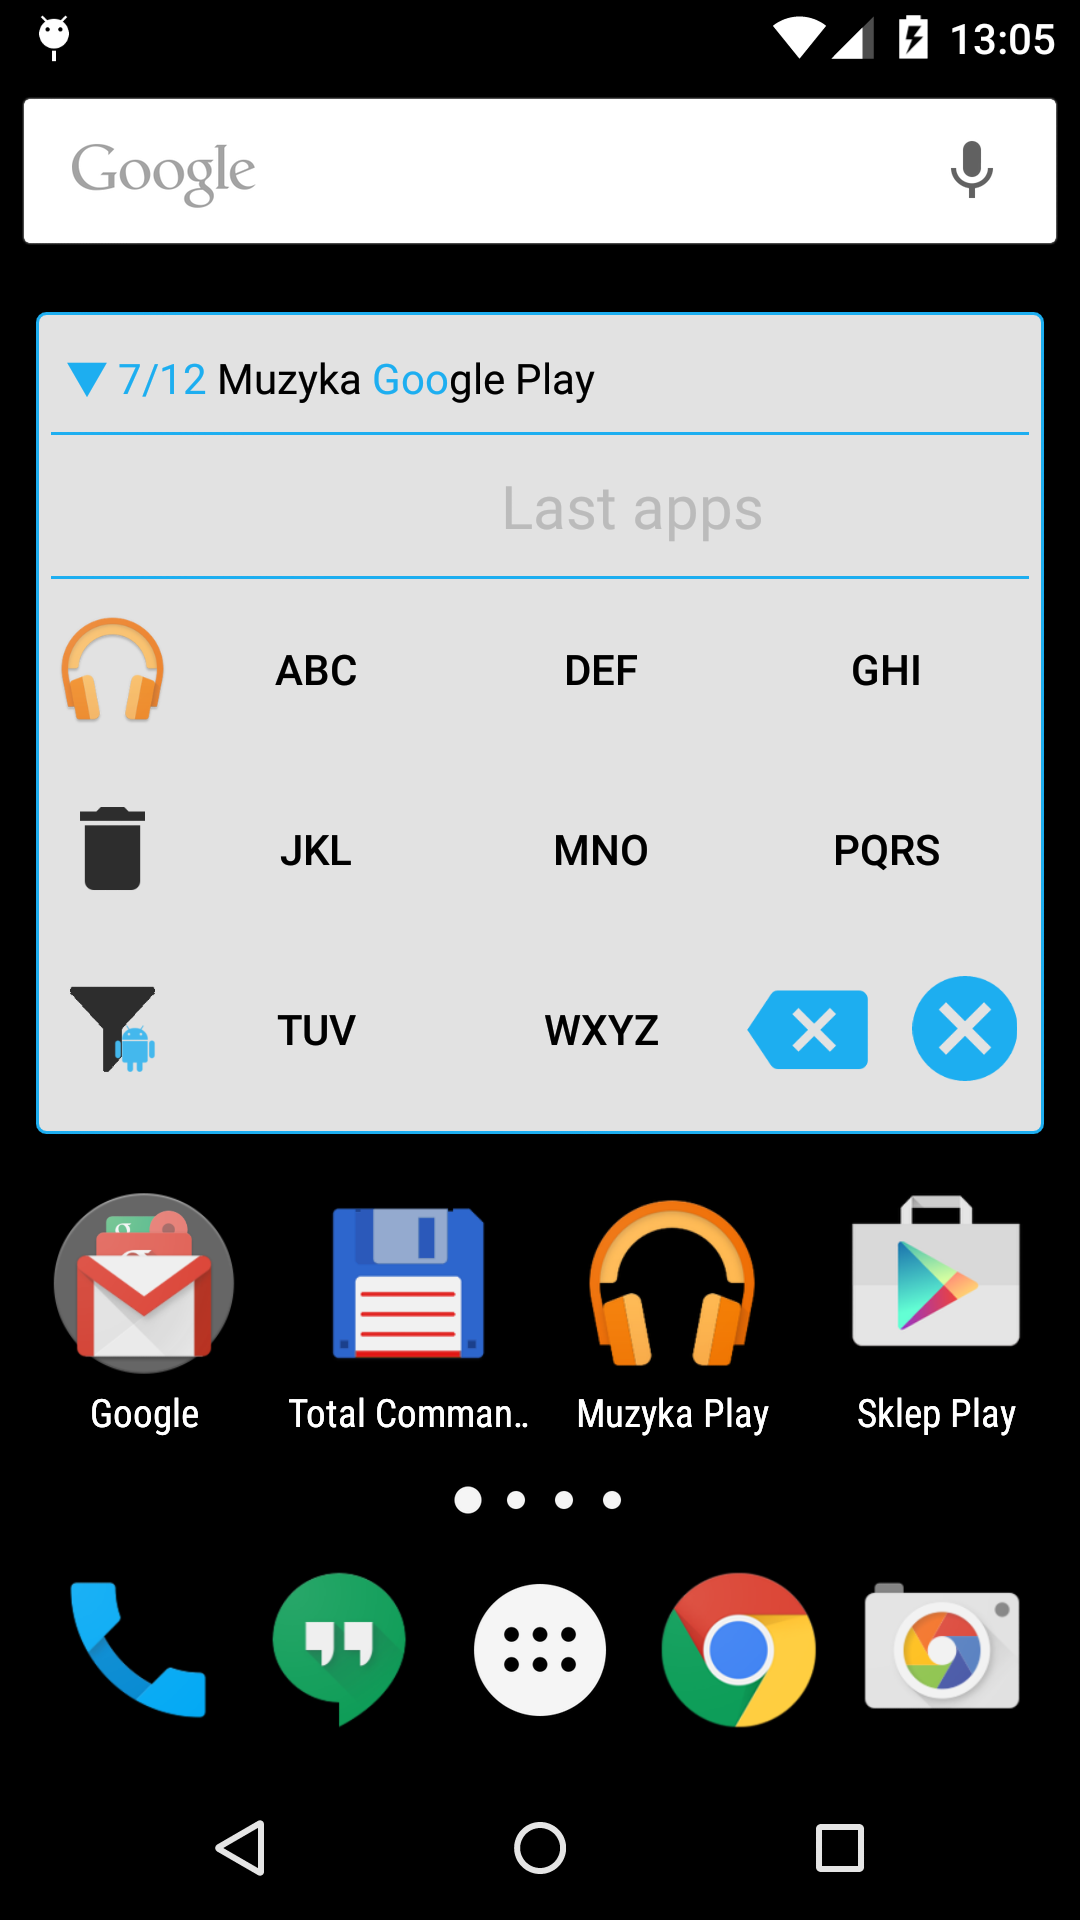 13:05
Google
7/12 Muzyka Google Play
Last apps
ABC DEF GHI
JKL MNO PQRS
TUV WXYZ
Google Total Comman.. Muzyka Play Sklep Play